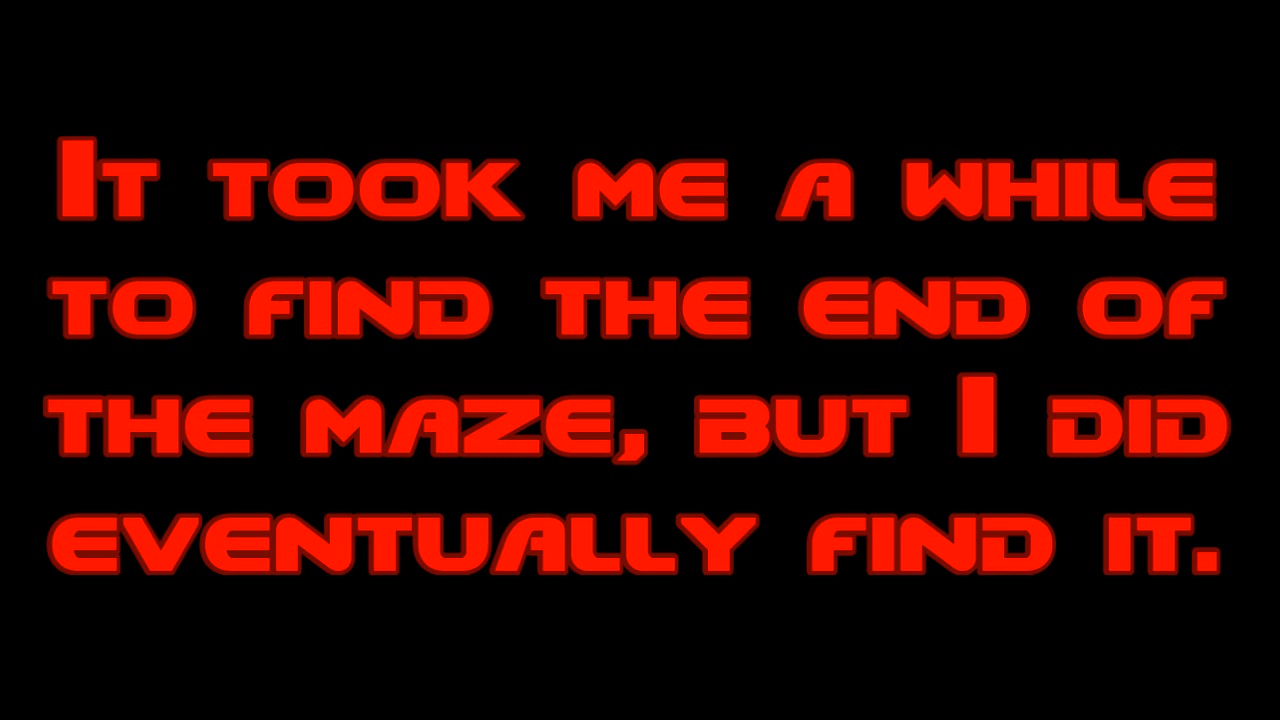 It took me a while
to find the end of
the maze, but I did
eventually find it.